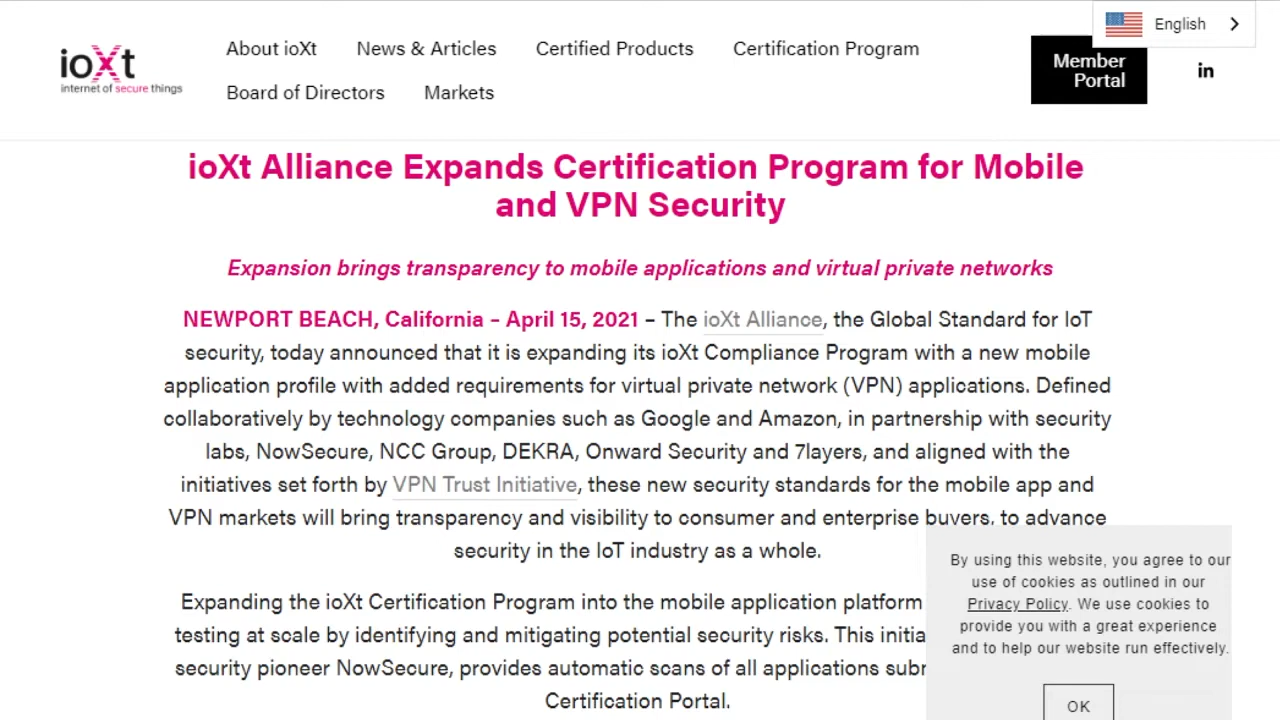 English
ioXt
internet of secure things
About ioXt
News & Articles
Certified Products
Certification Program
Board of Directors
Markets
Member
Portal
in
ioXt Alliance Expands Certification Program for Mobile
and VPN Security
Expansion brings transparency to mobile applications and virtual private networks
NEWPORT BEACH, California – April 15, 2021 – The ioXt Alliance, the Global Standard for IoT
security, today announced that it is expanding its ioXt Compliance Program with a new mobile
application profile with added requirements for virtual private network (VPN) applications. Defined
collaboratively by technology companies such as Google and Amazon, in partnership with security
labs, NowSecure, NCC Group, DEKRA, Onward Security and 7layers, and aligned with the
initiatives set forth by VPN Trust Initiative, these new security standards for the mobile app and
VPN markets will bring transparency and visibility to consumer and enterprise buyers, to advance
security in the IoT industry as a whole.
Expanding the ioXt Certification Program into the mobile application platform
testing at scale by identifying and mitigating potential security risks. This
security pioneer NowSecure, provides automatic scans of all applications
Certification Portal.
By using this website, you agree to our
use of cookies as outlined in our
Privacy Policy. We use cookies to
provide you with a great experience
and to help our website run effectively.
OK